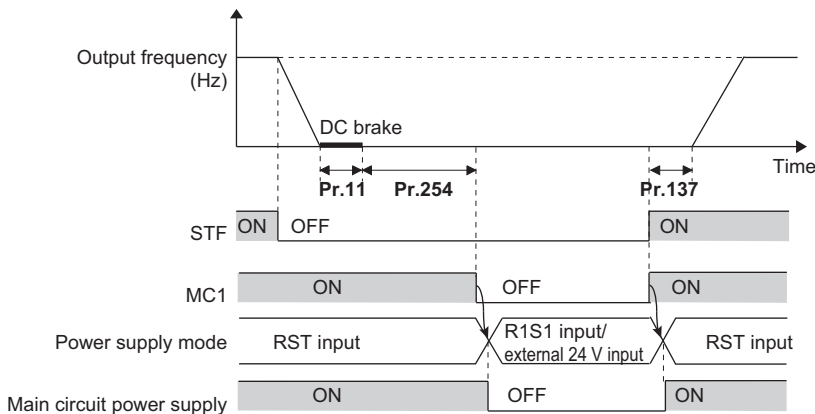 Output frequency
(Hz)
DC brake
Time
Pr.11 Pr.254 Pr.137
STF ON OFF ON
MC1 ON OFF ON
Power supply mode RST input R1S1 input/
external 24 V input RST input
Main circuit power supply ON OFF ON